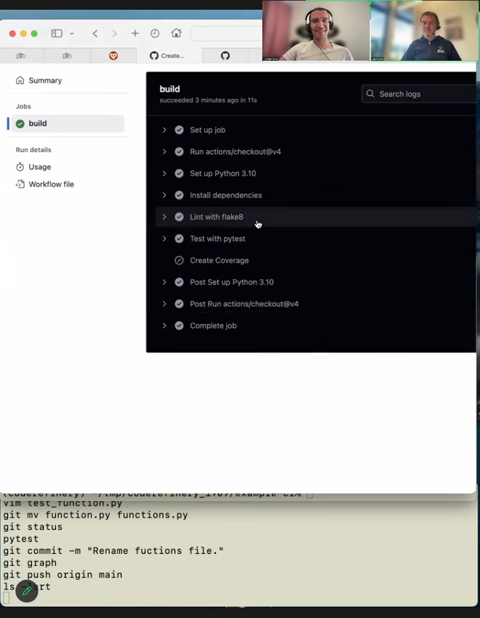 Create...
Summary
Jobs
build
Run details
Usage
Workflow file
build
succeeded 3 minutes ago in 11s
Search logs
Set up job
Run actions/checkout@v4
Set up Python 3.10
Install dependencies
Lint with flake8
Test with pytest
Create Coverage
Post Set up Python 3.10
Post Run actions/checkout@v4
Complete job
vim test_function.py
git mv function.py functions.py
git status
pytest
git commit -m "Rename fuctions file."
git graph
git push origin main